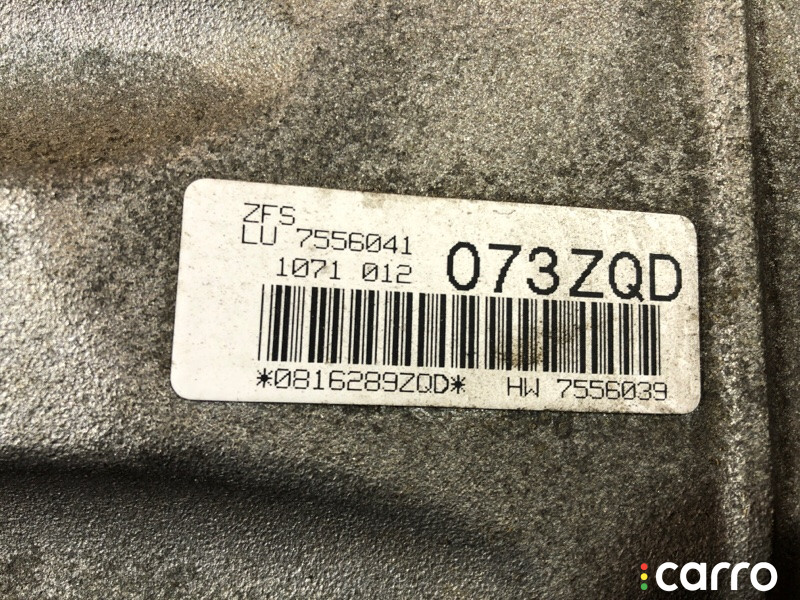 ZFS
LU 7556041
1071 012
073ZQD
*0816289ZQD*
HW 7556039
carro